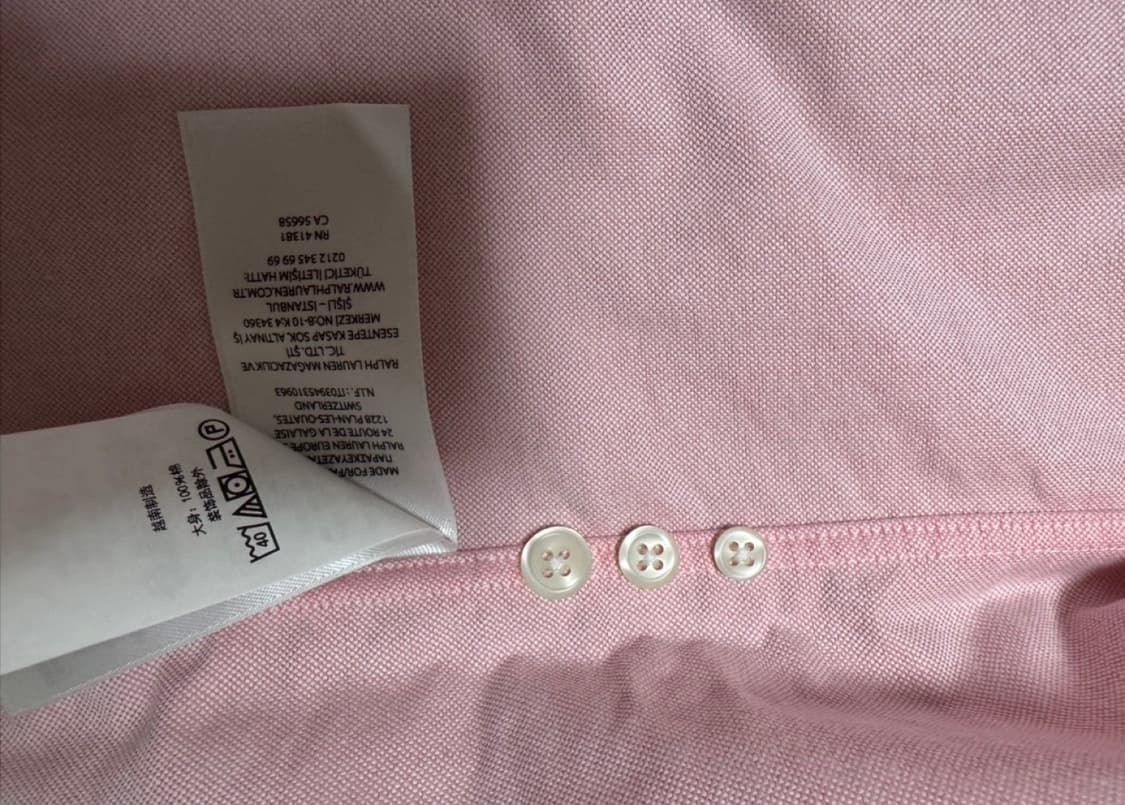 MADE FOR/
ΠΑΡΑΣΚΕΥΑΖΕΤΑ
RALPH LAUREN EUROPE
24 ROUTE DE LA GALAISE
1228 PLAN-LES-OUATES,
SWITZERLAND
N.I.F.: IT03945310963
RALPH LAUREN MAĞAZACILIK VE
TİC. LTD. ŞTİ
ESENTEPE KASAP SOK. ALTINAY İŞ
MERKEZİ NO:8-10 K:4 34360
ŞİŞLİ – İSTANBUL
WWW.RALPHLAUREN.COM.TR
TÜKETİCİ İLETİŞİM HATTI:
0212 345 69 69
RN 41381
CA 56658
越南制造
大身：100%棉
装饰品除外
40
P